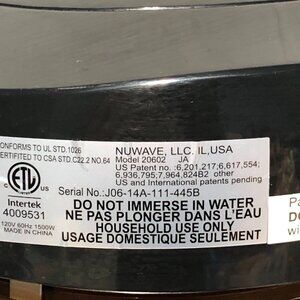 CONFORMS TO UL STD.1026
CERTIFIED TO CSA STD.C22.2 NO.64
ETL
Intertek
4009531
120V 60Hz 1500W
MADE IN CHINA
NUWAVE, LLC. IL,USA
Model 20602 JA
US Patent no.:6,201,217;6,617,554;
6,936,795;7,964,824B2 other
US and International patents pending
Serial No.:J06-14A-111-445B
DO NOT IMMERSE IN WATER
NE PAS PLONGER DANS L'EAU
HOUSEHOLD USE ONLY
USAGE DOMESTIQUE SEULEMENT